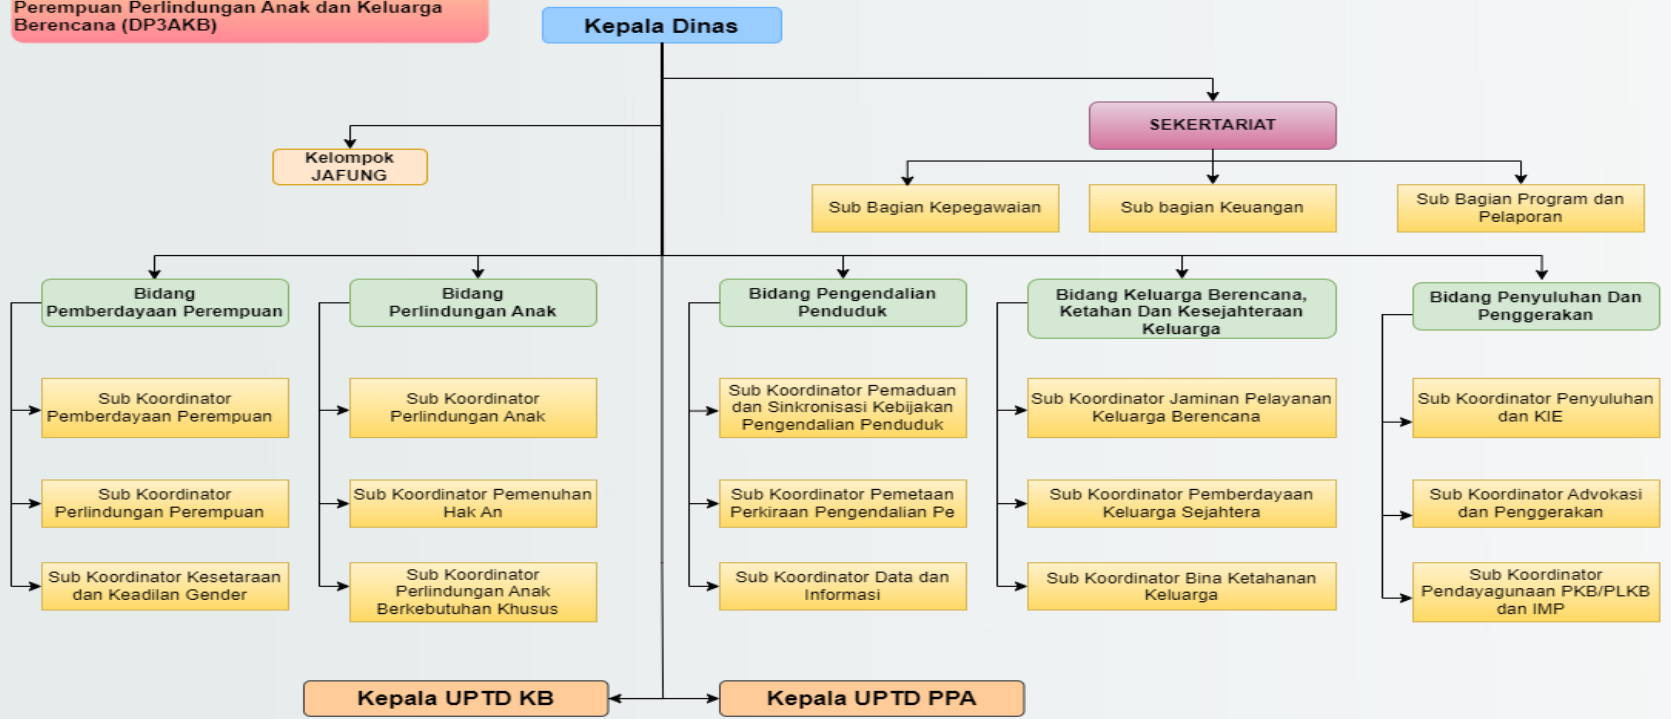 Perempuan Perlindungan Anak dan Keluarga
Berencana (DP3AKB)
Kepala Dinas
SEKERTARIAT
Kelompok
JAFUNG
Sub Bagian Kepegawaian
Sub bagian Keuangan
Sub Bagian Program dan
Pelaporan
Bidang
Pemberdayaan Perempuan
Bidang
Perlindungan Anak
Bidang Pengendalian
Penduduk
Bidang Keluarga Berencana,
Ketahan Dan Kesejahteraan
Keluarga
Bidang Penyuluhan Dan
Penggerakan
Sub Koordinator
Pemberdayaan Perempuan
Sub Koordinator
Perlindungan Anak
Sub Koordinator Pemaduan
dan Sinkronisasi Kebijakan
Pengendalian Penduduk
Sub Koordinator Jaminan Pelayanan
Keluarga Berencana
Sub Koordinator Penyuluhan
dan KIE
Sub Koordinator
Perlindungan Perempuan
Sub Koordinator Pemenuhan
Hak An
Sub Koordinator Pemetaan
Perkiraan Pengendalian Pe
Sub Koordinator Pemberdayaan
Keluarga Sejahtera
Sub Koordinator Advokasi
dan Penggerakan
Sub Koordinator Kesetaraan
dan Keadilan Gender
Sub Koordinator
Perlindungan Anak
Berkebutuhan Khusus
Sub Koordinator Data dan
Informasi
Sub Koordinator Bina Ketahanan
Keluarga
Sub Koordinator
Pendayagunaan PKB/PLKB
dan IMP
Kepala UPTD KB
Kepala UPTD PPA